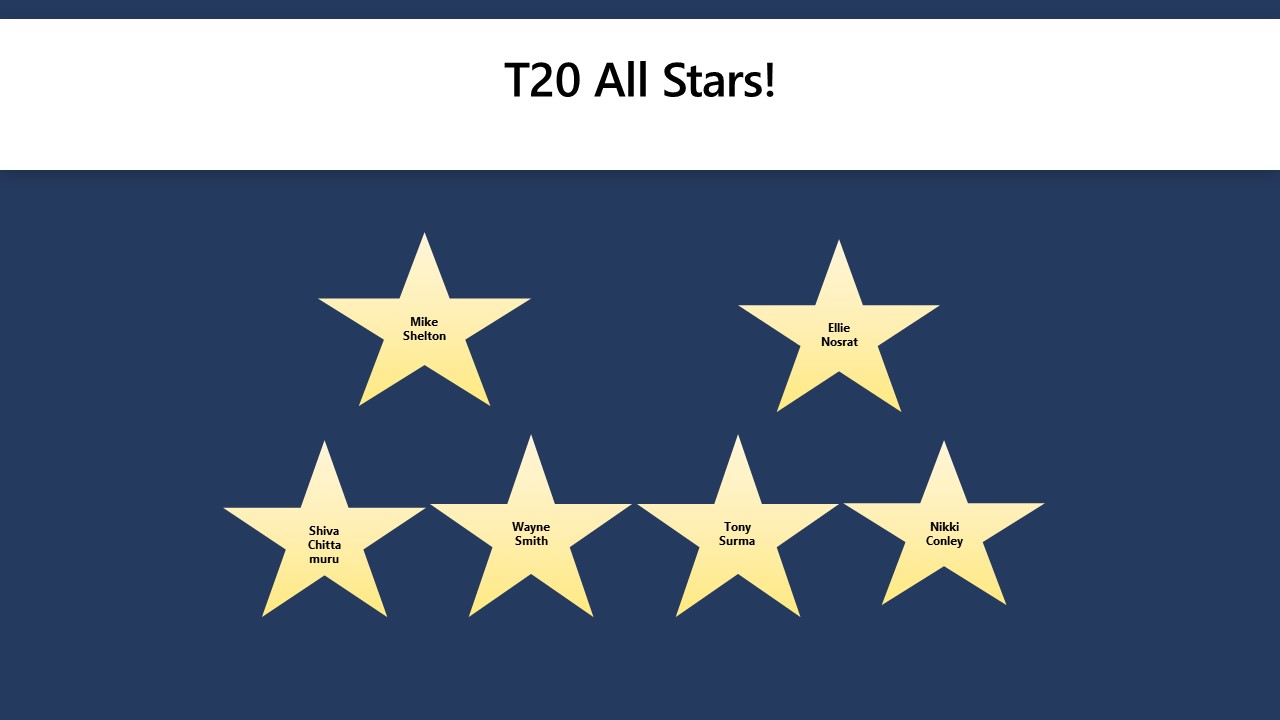 T20 All Stars!
Mike
Shelton
Ellie
Nosrat
Shiva
Chitta
muru
Wayne
Smith
Tony
Surma
Nikki
Conley